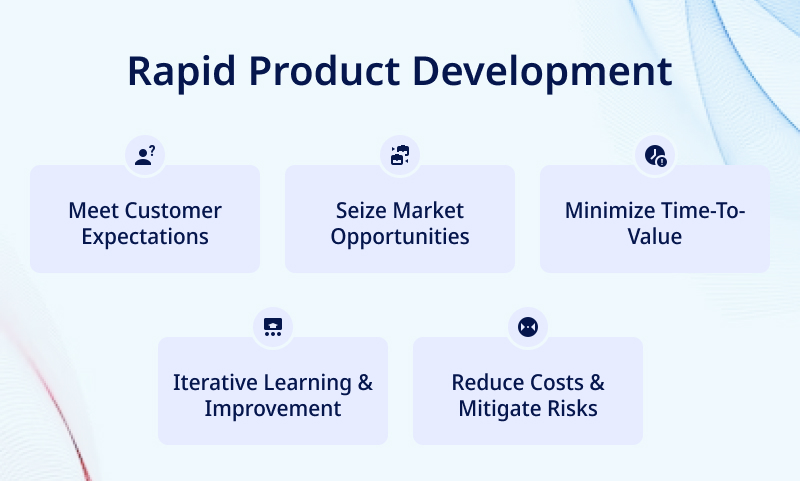 Rapid Product Development
Meet Customer
Expectations
Seize Market
Opportunities
Minimize Time-To-
Value
Iterative Learning &
Improvement
Reduce Costs &
Mitigate Risks